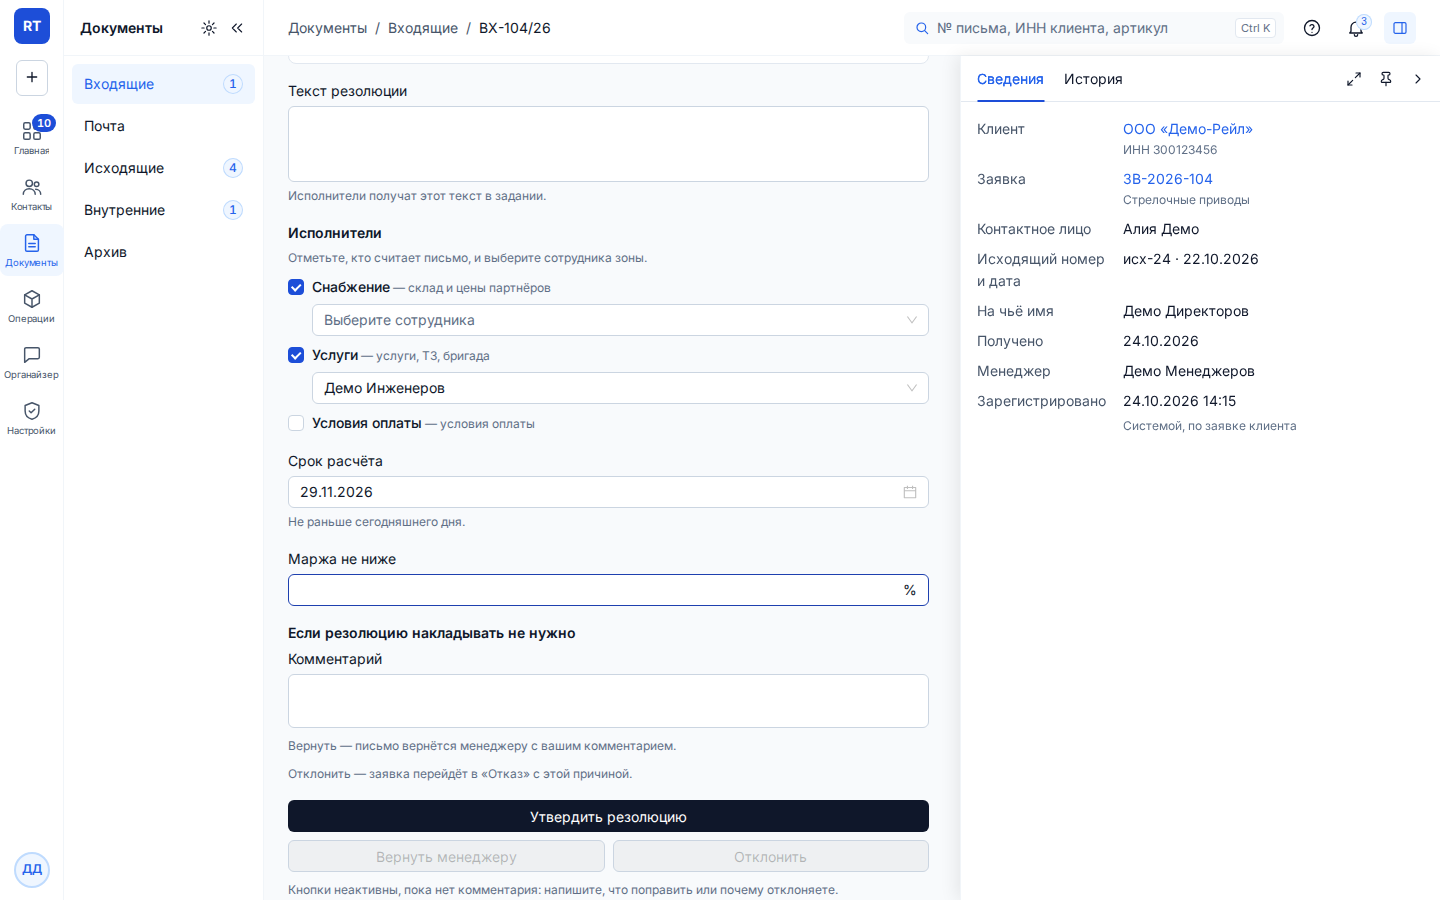 RT
+
10
Главная
Контакты
Документы
Операции
Органайзер
Настройки
ДД
Документы
Входящие 1
Почта
Исходящие 4
Внутренние 1
Архив
Документы / Входящие / ВХ-104/26
№ письма, ИНН клиента, артикул Ctrl K
3
Текст резолюции
Исполнители получат этот текст в задании.
Исполнители
Отметьте, кто считает письмо, и выберите сотрудника зоны.
Снабжение — склад и цены партнёров
Выберите сотрудника
Услуги — услуги, ТЗ, бригада
Демо Инженеров
Условия оплаты — условия оплаты
Срок расчёта
29.11.2026
Не раньше сегодняшнего дня.
Маржа не ниже
%
Если резолюцию накладывать не нужно
Комментарий
Вернуть — письмо вернётся менеджеру с вашим комментарием.
Отклонить — заявка перейдёт в «Отказ» с этой причиной.
Утвердить резолюцию
Вернуть менеджеру Отклонить
Кнопки неактивны, пока нет комментария: напишите, что поправить или почему отклоняете.
Сведения История
Клиент ООО «Демо-Рейл»
ИНН 300123456
Заявка ЗВ-2026-104
Стрелочные приводы
Контактное лицо Алия Демо
Исходящий номер исх-24 · 22.10.2026
и дата
На чьё имя Демо Директоров
Получено 24.10.2026
Менеджер Демо Менеджеров
Зарегистрировано 24.10.2026 14:15
Системой, по заявке клиента